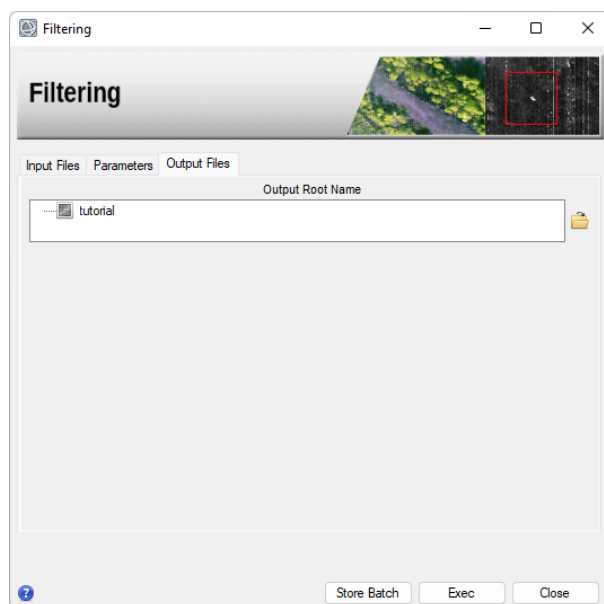 Filtering
Filtering
Input Files Parameters Output Files
Output Root Name
tutorial
Store Batch Exec Close